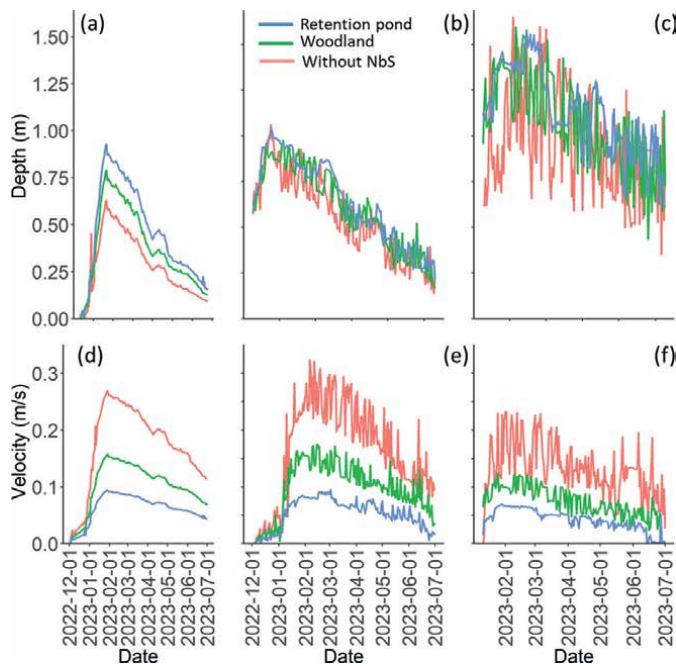 (a)
(b)
(c)
Retention pond
Woodland
Without NbS
Depth (m)
1.50
1.25
1.00
0.75
0.50
0.25
0.00
(d)
(e)
(f)
Velocity (m/s)
0.3
0.2
0.1
0.0
2022-12-01
2023-01-01
2023-02-01
2023-03-01
2023-04-01
2023-05-01
2023-06-01
2023-07-01
2022-12-01
2023-01-01
2023-02-01
2023-03-01
2023-04-01
2023-05-01
2023-06-01
2023-07-01
2023-02-01
2023-03-01
2023-04-01
2023-05-01
2023-06-01
2023-07-01
Date
Date
Date